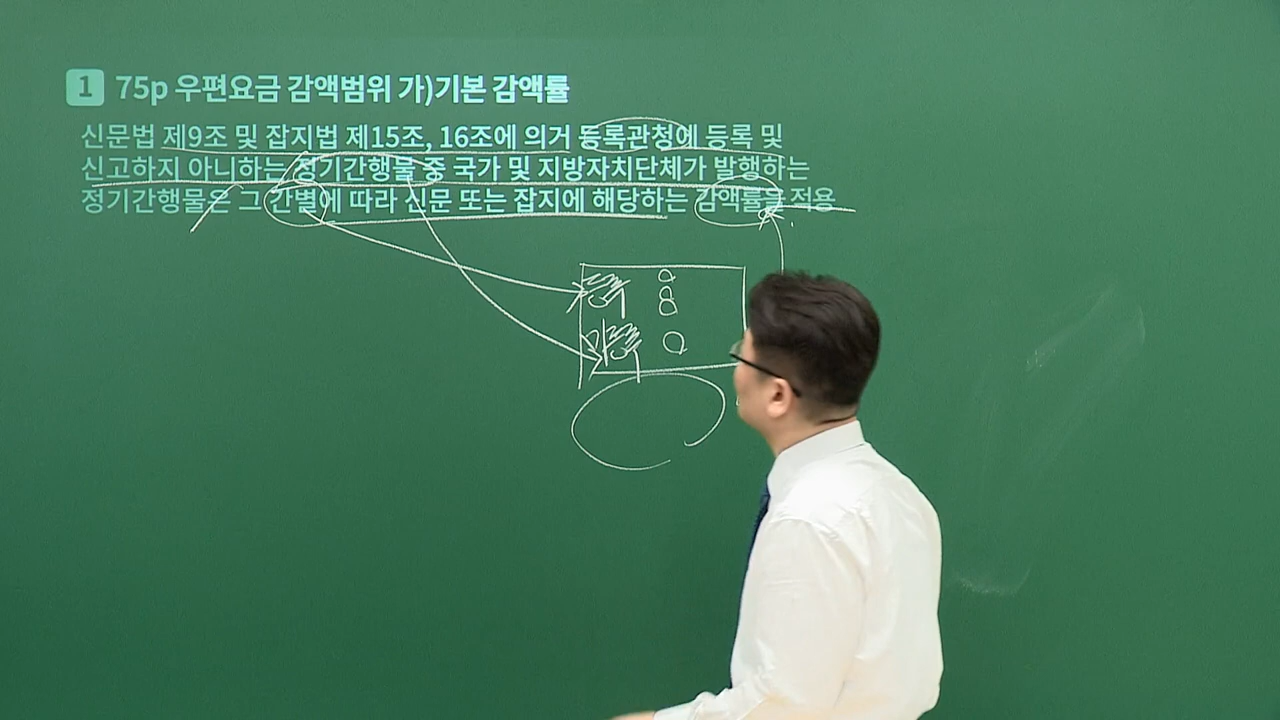 1 75p 우편요금 감액범위 가)기본 감액률
신문법 제9조 및 잡지법 제15조, 16조에 의거 등록관청에 등록 및
신고하지 아니하는 정기간행물 중 국가 및 지방자치단체가 발행하는
정기간행물은 그 간별에 따라 신문 또는 잡지에 해당하는 감액률을 적용